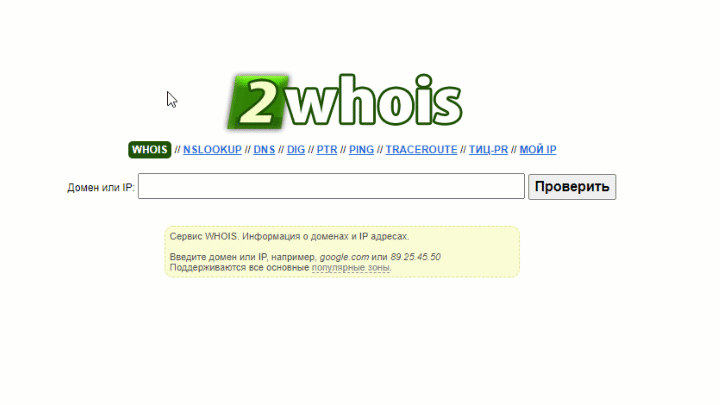 2whois
WHOIS // NSLOOKUP // DNS // DIG // PTR // PING // TRACEROUTE // ТИЦ-PR // МОЙ IP
Домен или IP: Проверить
Сервис WHOIS. Информация о доменах и IP адресах.
Введите домен или IP, например, google.com или 89.25.45.50
Поддерживаются все основные популярные зоны.